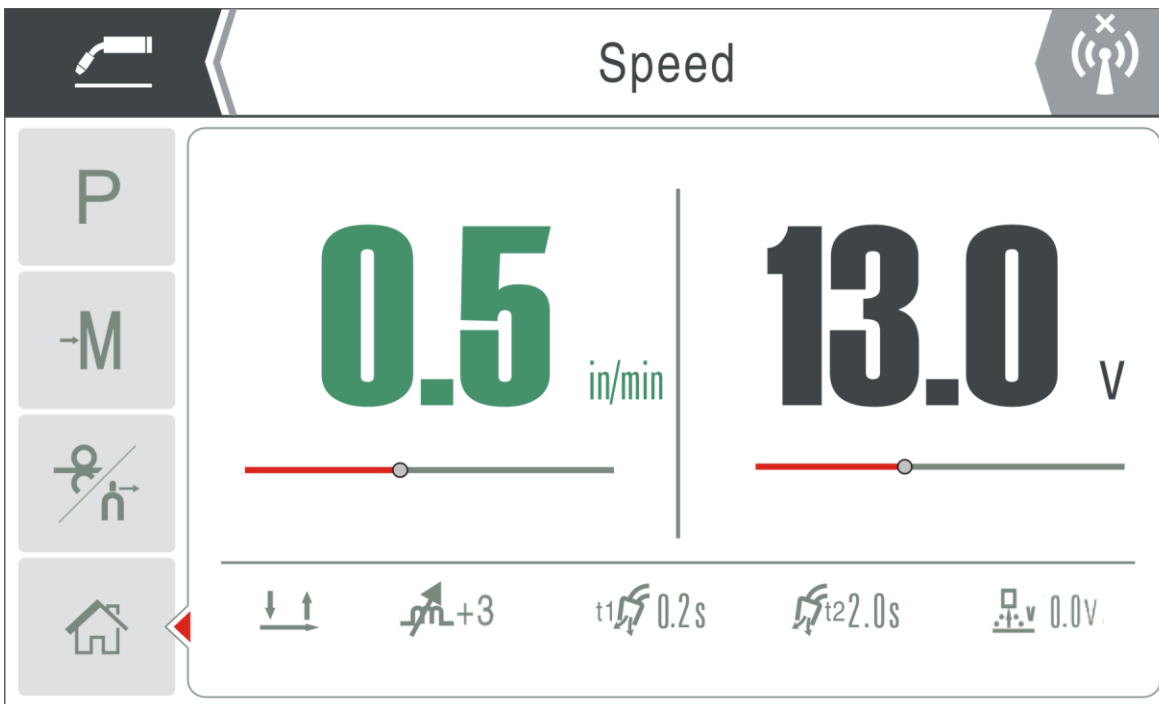 Speed
P
M
0.5 in/min
13.0 V
+3
t1 0.2s
t2 2.0s
V 0.0V